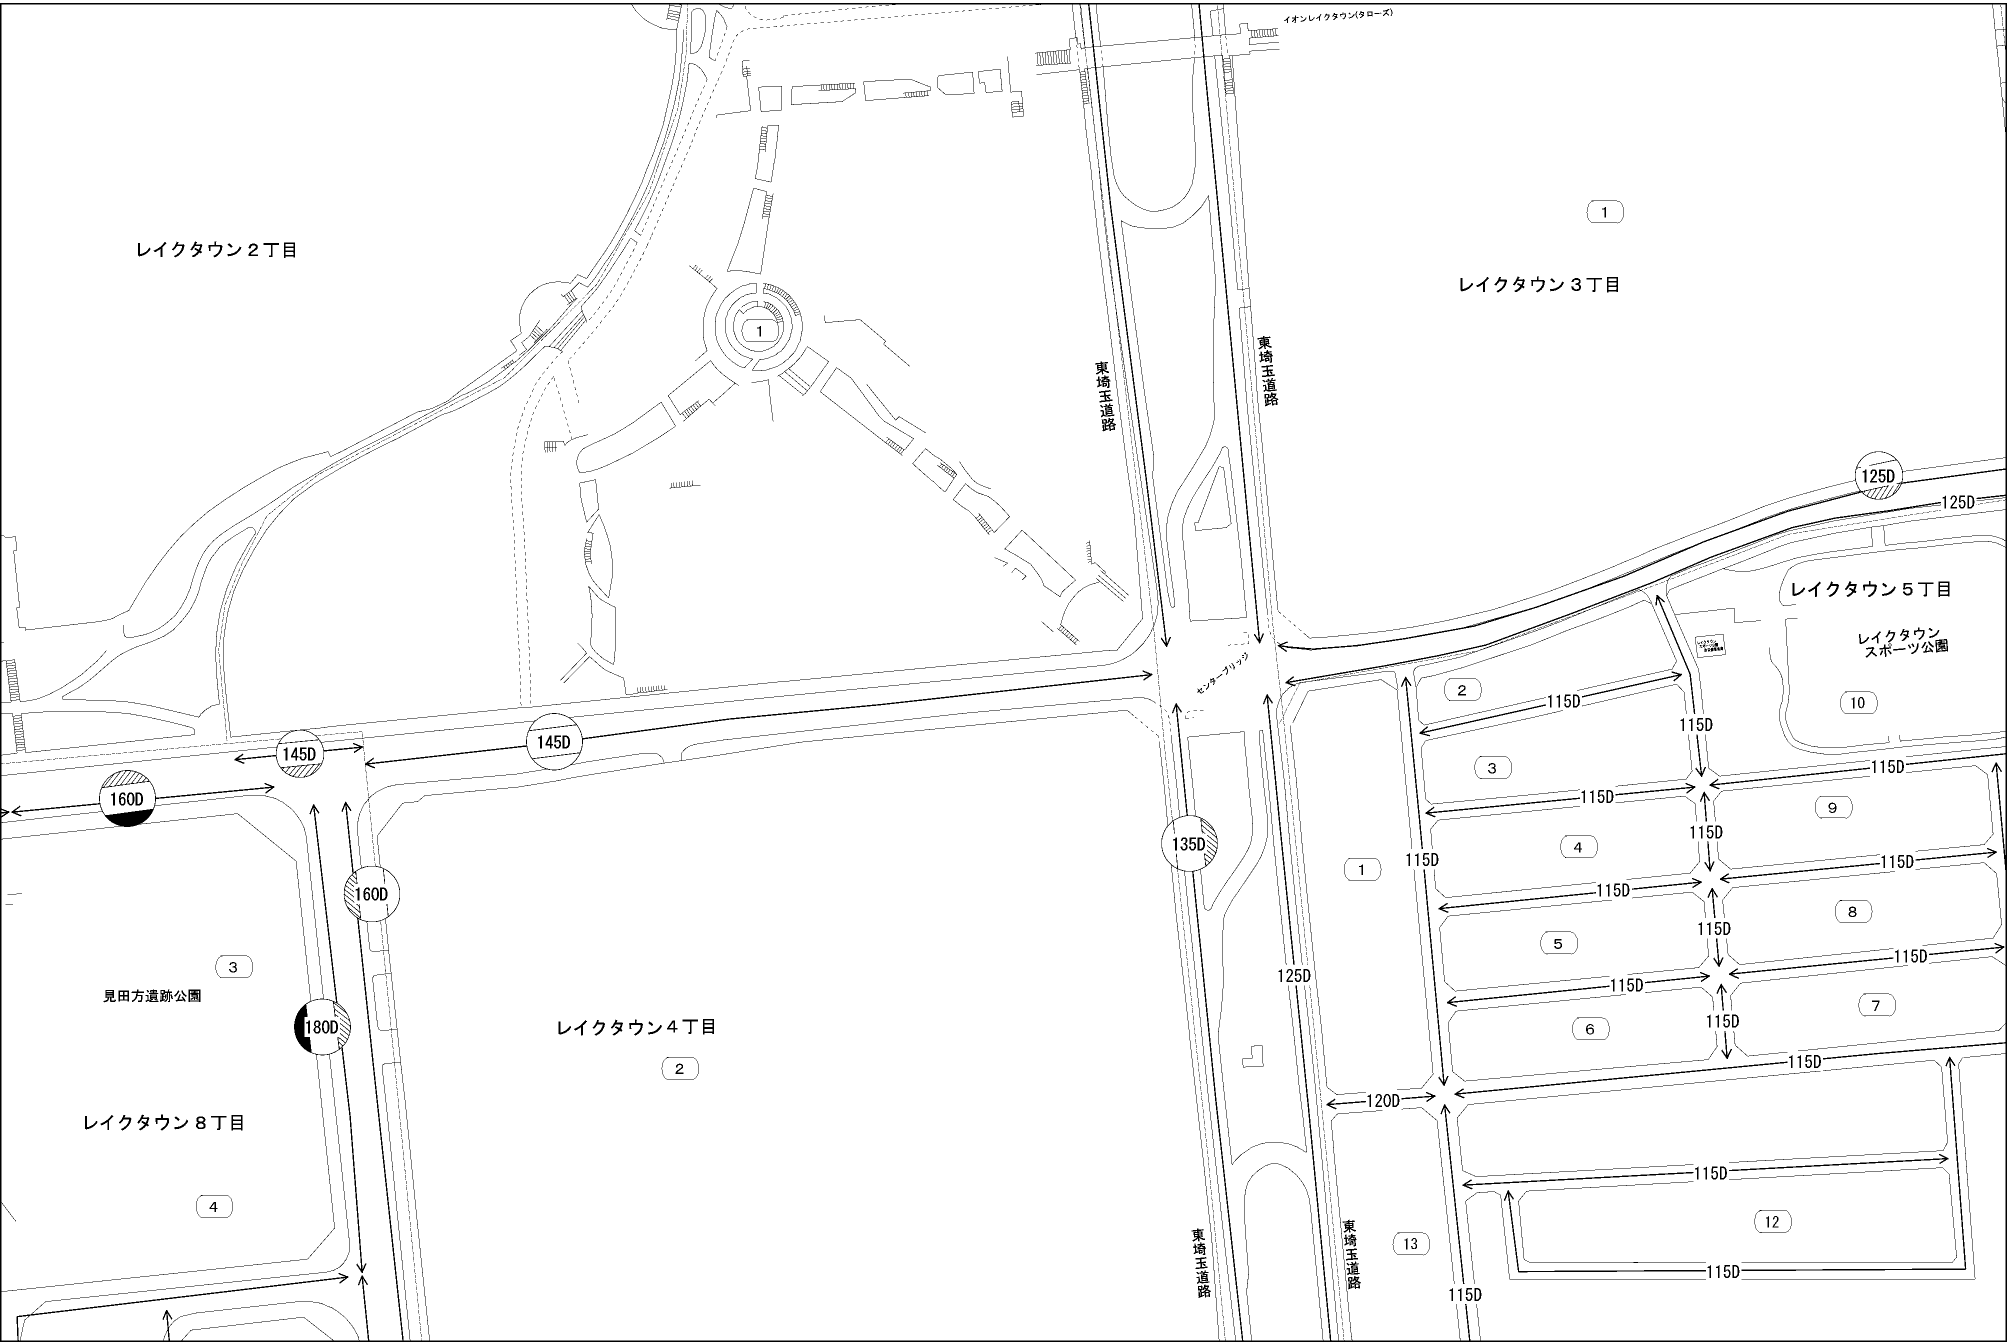 イオンレイクタウン(タローズ)
レイクタウン２丁目
1
レイクタウン３丁目
1
東埼玉道路
東埼玉道路
125D
125D
レイクタウン５丁目
レイクタウン
スポーツ公園
センターブリッジ
2
115D
10
115D
145D
145D
160D
3
115D
115D
9
115D
135D
4
115D
115D
1
115D
160D
115D
8
115D
3
5
115D
125D
115D
見田方遺跡公園
180D
レイクタウン４丁目
2
6
115D
7
115D
120D
レイクタウン８丁目
4
115D
12
13
東埼玉道路
東埼玉道路
115D
115D